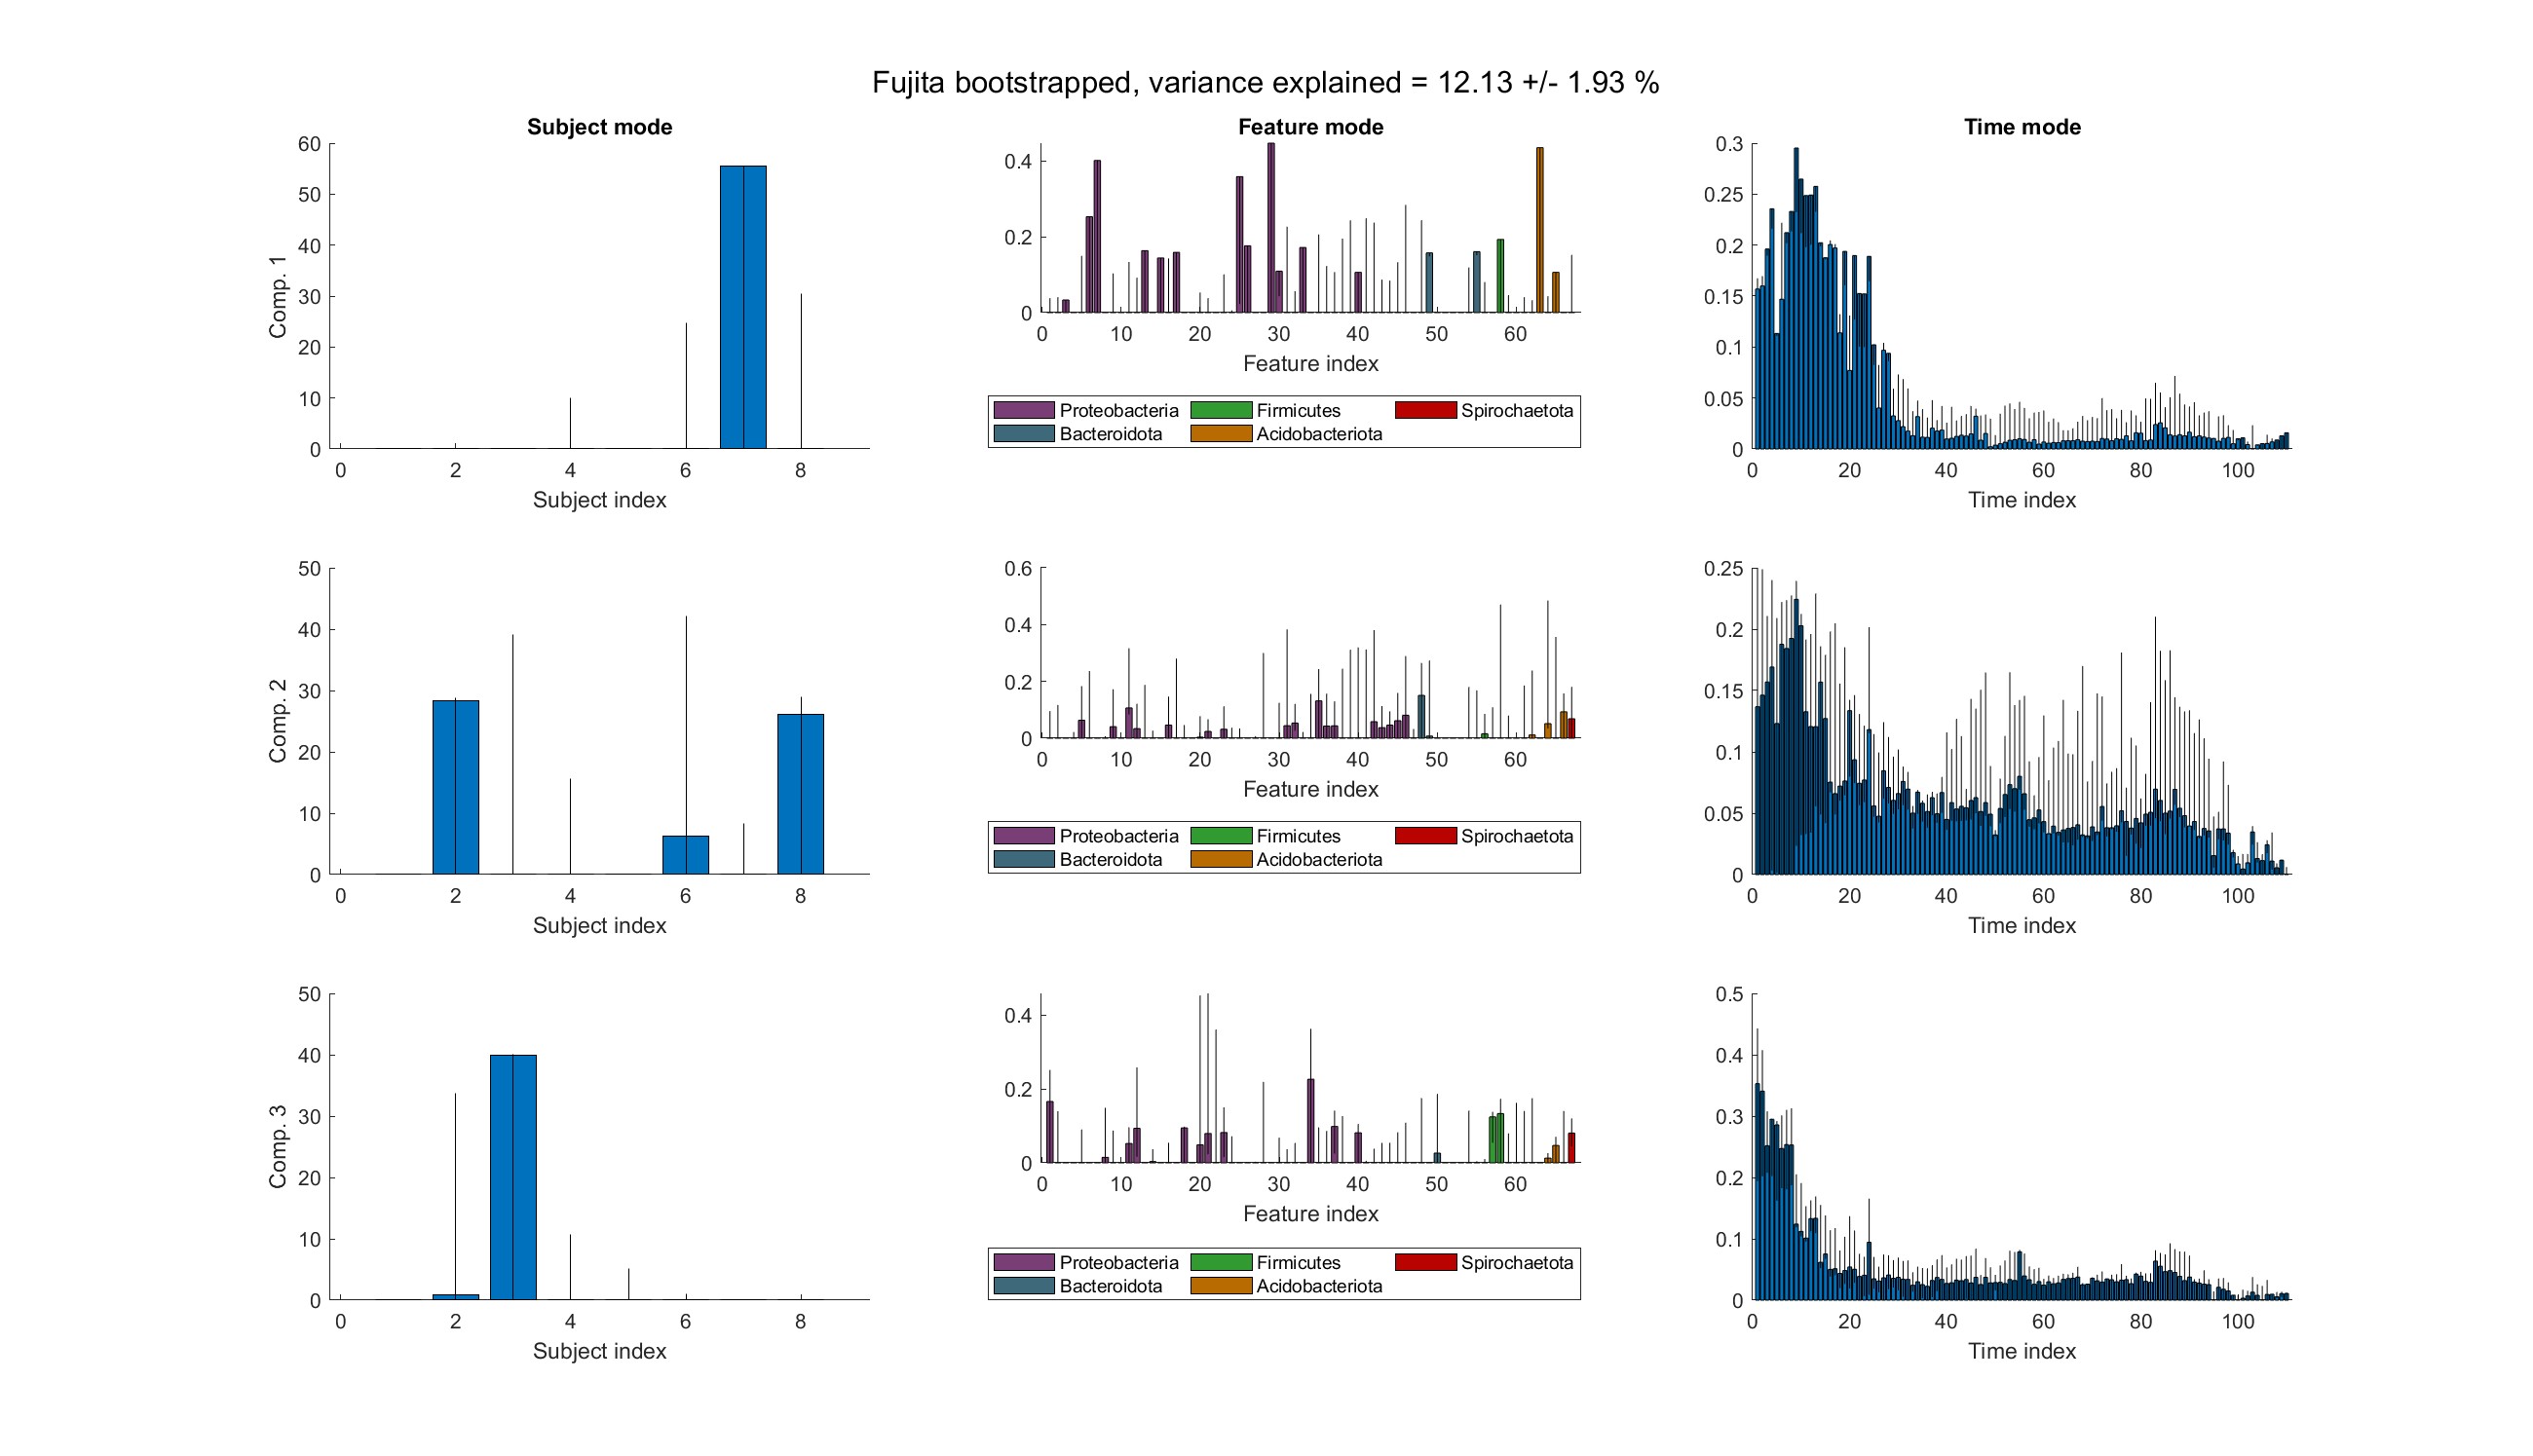 Fujita bootstrapped, variance explained = 12.13 +/- 1.93 %
Subject mode
Feature mode
Time mode
Comp. 1
60
50
40
30
20
10
0
0 2 4 6 8
Subject index
0.4
0.2
0
0 10 20 30 40 50 60
Feature index
Proteobacteria Firmicutes Spirochaetota
Bacteroidota Acidobacteriota
0.3
0.25
0.2
0.15
0.1
0.05
0
0 20 40 60 80 100
Time index
Comp. 2
50
40
30
20
10
0
0 2 4 6 8
Subject index
0.6
0.4
0.2
0
0 10 20 30 40 50 60
Feature index
Proteobacteria Firmicutes Spirochaetota
Bacteroidota Acidobacteriota
0.25
0.2
0.15
0.1
0.05
0
0 20 40 60 80 100
Time index
Comp. 3
50
40
30
20
10
0
0 2 4 6 8
Subject index
0.4
0.2
0
0 10 20 30 40 50 60
Feature index
Proteobacteria Firmicutes Spirochaetota
Bacteroidota Acidobacteriota
0.5
0.4
0.3
0.2
0.1
0
0 20 40 60 80 100
Time index